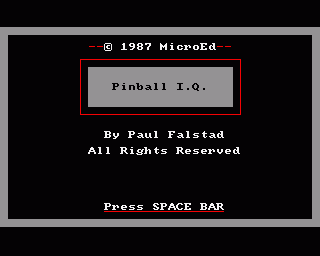 --© 1987 MicroEd--
Pinball I.Q.
By Paul Falstad
All Rights Reserved
Press SPACE BAR